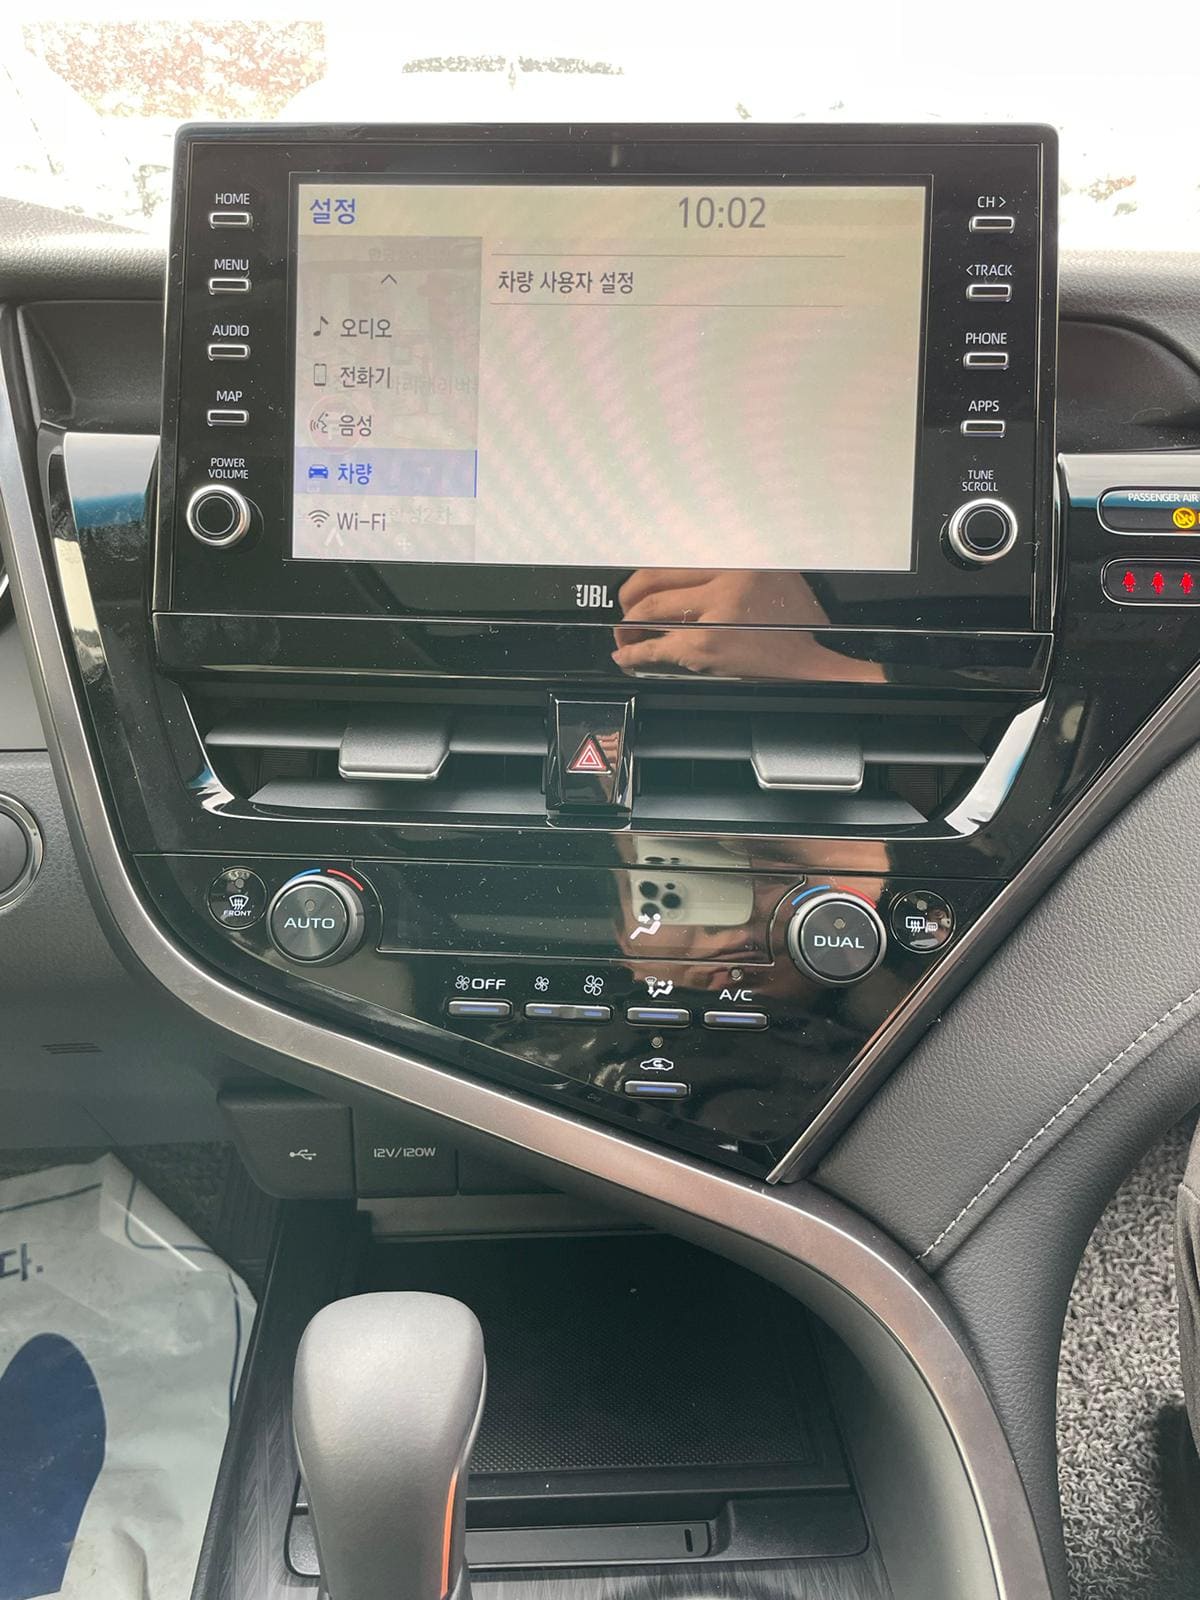 HOME
MENU
AUDIO
MAP
POWER
VOLUME
설정
10:02
오디오
전화기
음성
차량
Wi-Fi
차량 사용자 설정
CH >
< TRACK
PHONE
APPS
TUNE
SCROLL
PASSENGER AIR
JBL
FRONT
AUTO
DUAL
OFF
A/C
12V/120W
다.